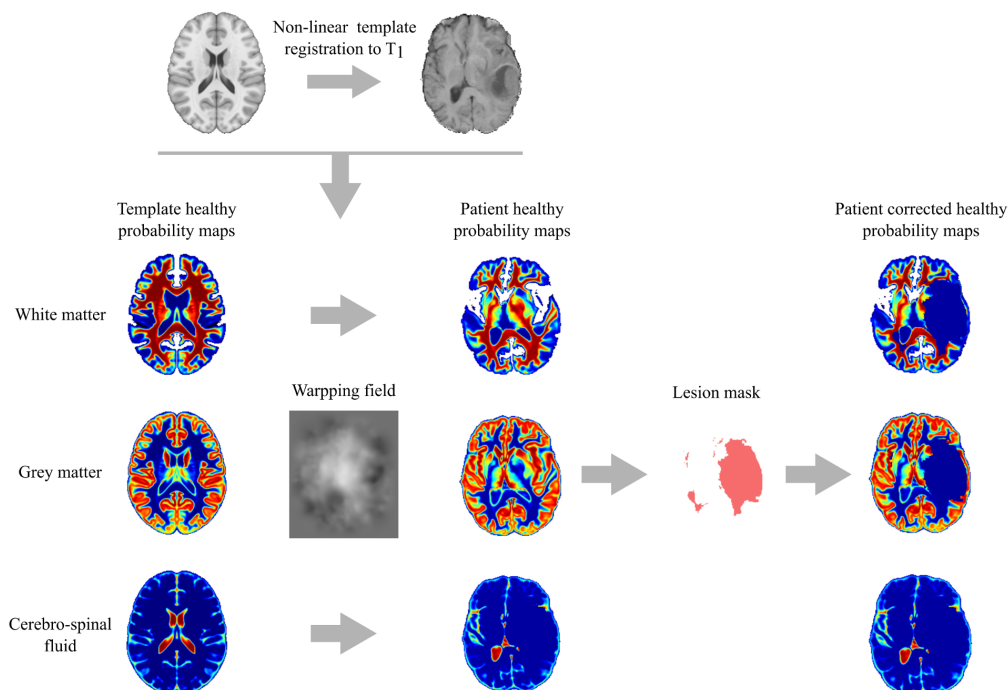 Non-linear template
registration to T1
Template healthy
probability maps
Patient healthy
probability maps
Patient corrected healthy
probability maps
White matter
Warpping field
Lesion mask
Grey matter
Cerebro-spinal
fluid